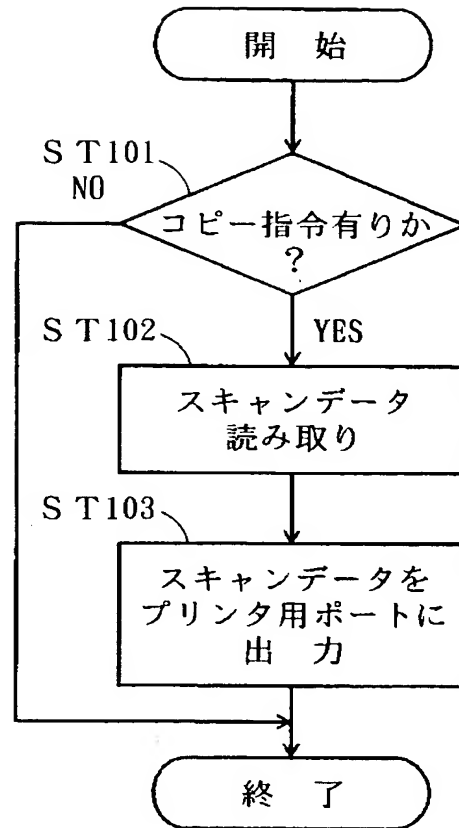 開 始
ST101
NO
コピー指令有りか
?
YES
ST102
スキャンデータ
読み取り
ST103
スキャンデータを
プリンタ用ポートに
出 力
終 了